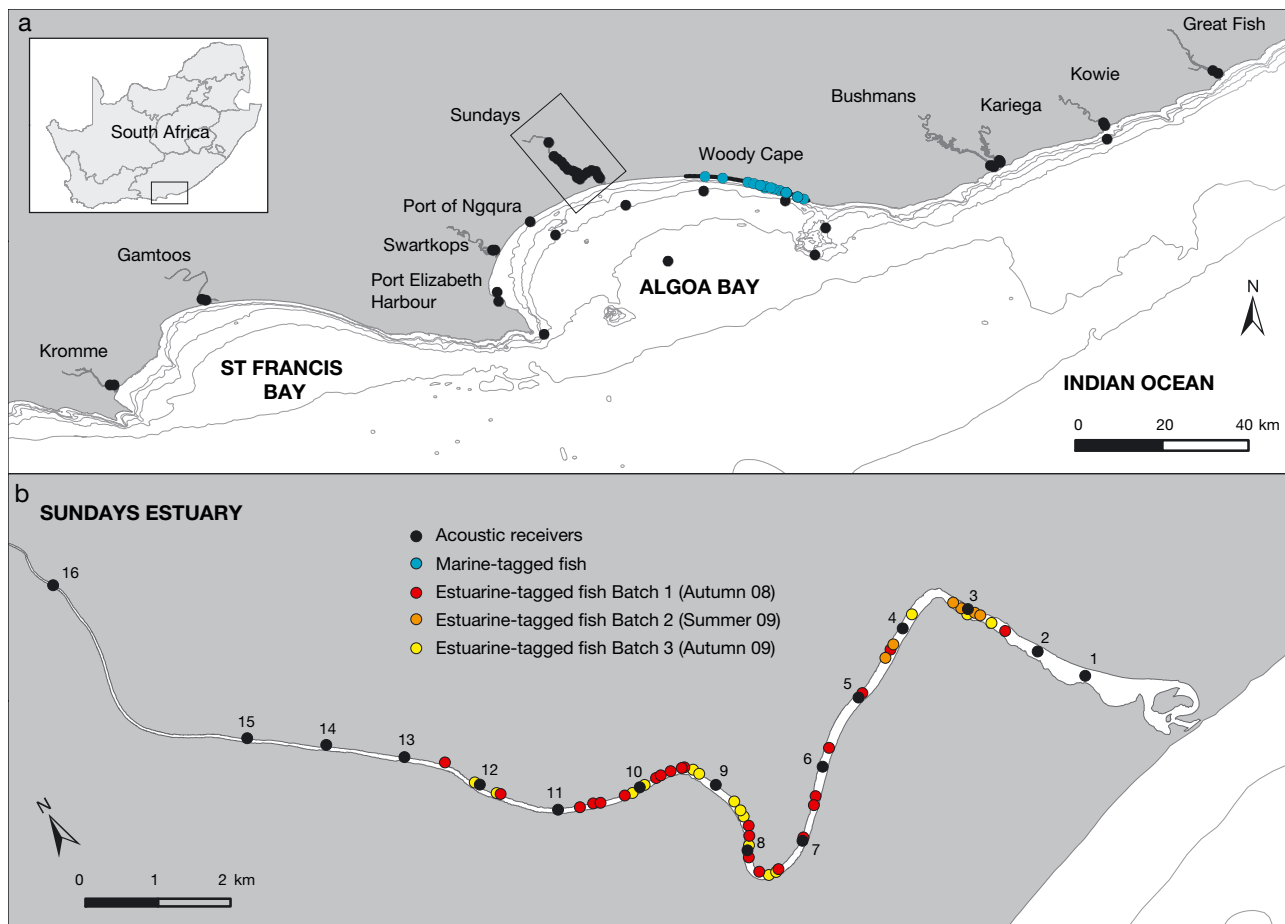 a
South Africa
Great Fish
Kowie
Bushmans
Kariega
Sundays
Woody Cape
Port of Ngqura
Swartkops
Gamtoos
Port Elizabeth
Harbour
ALGOA BAY
N
Kromme
ST FRANCIS
BAY
INDIAN OCEAN
0 20 40 km
b
SUNDAYS ESTUARY
Acoustic receivers
Marine-tagged fish
Estuarine-tagged fish Batch 1 (Autumn 08)
Estuarine-tagged fish Batch 2 (Summer 09)
Estuarine-tagged fish Batch 3 (Autumn 09)
16
3
4
2
1
5
15
14
13
6
12
10
9
11
8
7
N
0 1 2 km